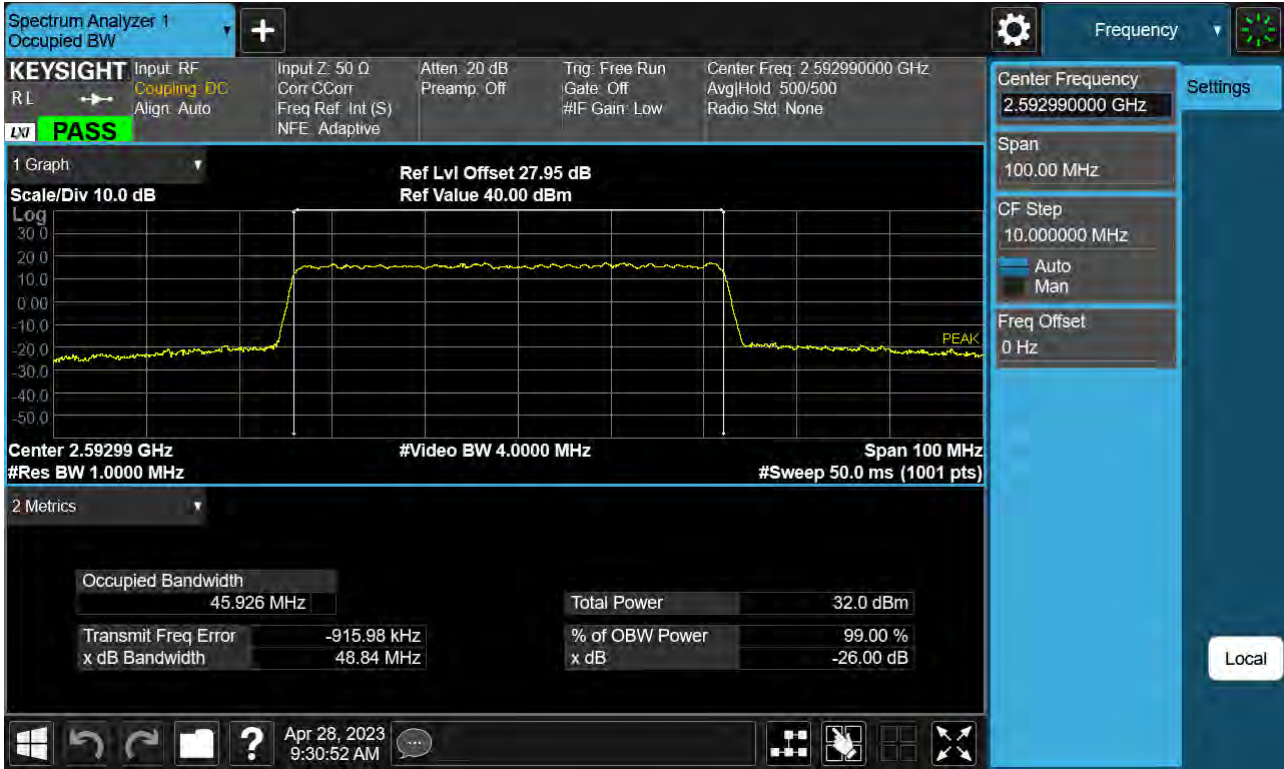 Spectrum Analyzer 1
Occupied BW
+
Frequency
KEYSIGHT
RL
LXI
PASS
Input: RF
Coupling: DC
Align: Auto
Input Z: 50 Ω
Corr CCorr
Freq Ref: Int (S)
NFE: Adaptive
Atten: 20 dB
Preamp: Off
Trig: Free Run
Gate: Off
#IF Gain: Low
Center Freq: 2.592990000 GHz
Avg|Hold: 500/500
Radio Std: None
1 Graph
Scale/Div 10.0 dB
Ref Lvl Offset 27.95 dB
Ref Value 40.00 dBm
Log
30.0
20.0
10.0
0.00
-10.0
-20.0
-30.0
-40.0
-50.0
PEAK
Center 2.59299 GHz
#Video BW 4.0000 MHz
Span 100 MHz
#Res BW 1.0000 MHz
#Sweep 50.0 ms (1001 pts)
2 Metrics
Occupied Bandwidth
45.926 MHz
Total Power 32.0 dBm
Transmit Freq Error -915.98 kHz
% of OBW Power 99.00 %
x dB Bandwidth 48.84 MHz
x dB -26.00 dB
Center Frequency
2.592990000 GHz
Settings
Span
100.00 MHz
CF Step
10.000000 MHz
Auto
Man
Freq Offset
0 Hz
Local
?
Apr 28, 2023
9:30:52 AM